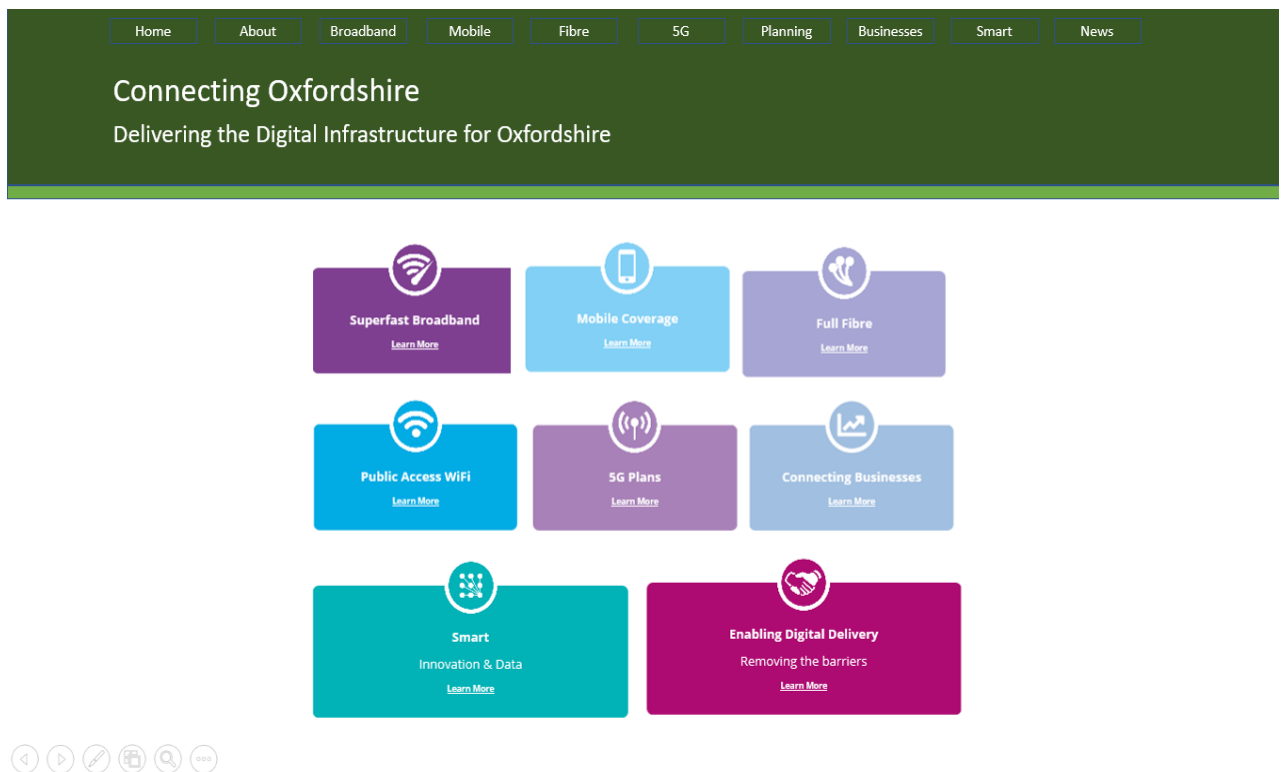 Home About Broadband Mobile Fibre 5G Planning Businesses Smart News
Connecting Oxfordshire
Delivering the Digital Infrastructure for Oxfordshire
Superfast Broadband
Learn More
Mobile Coverage
Learn More
Full Fibre
Learn More
Public Access WiFi
Learn More
5G Plans
Learn More
Connecting Businesses
Learn More
Smart
Innovation & Data
Learn More
Enabling Digital Delivery
Removing the barriers
Learn More